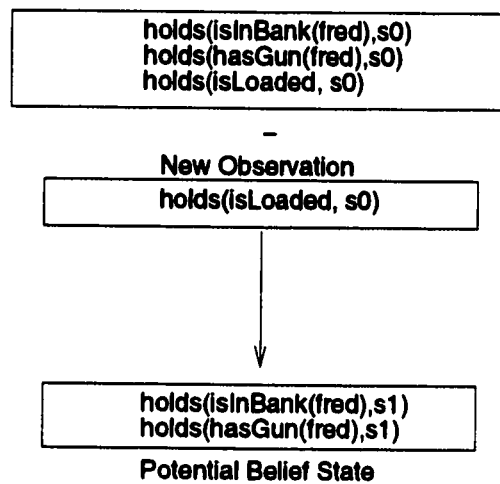 holds(isInBank(fred),s0)
holds(hasGun(fred),s0)
holds(isLoaded, s0)
–
New Observation
holds(isLoaded, s0)
holds(isInBank(fred),s1)
holds(hasGun(fred),s1)
Potential Belief State